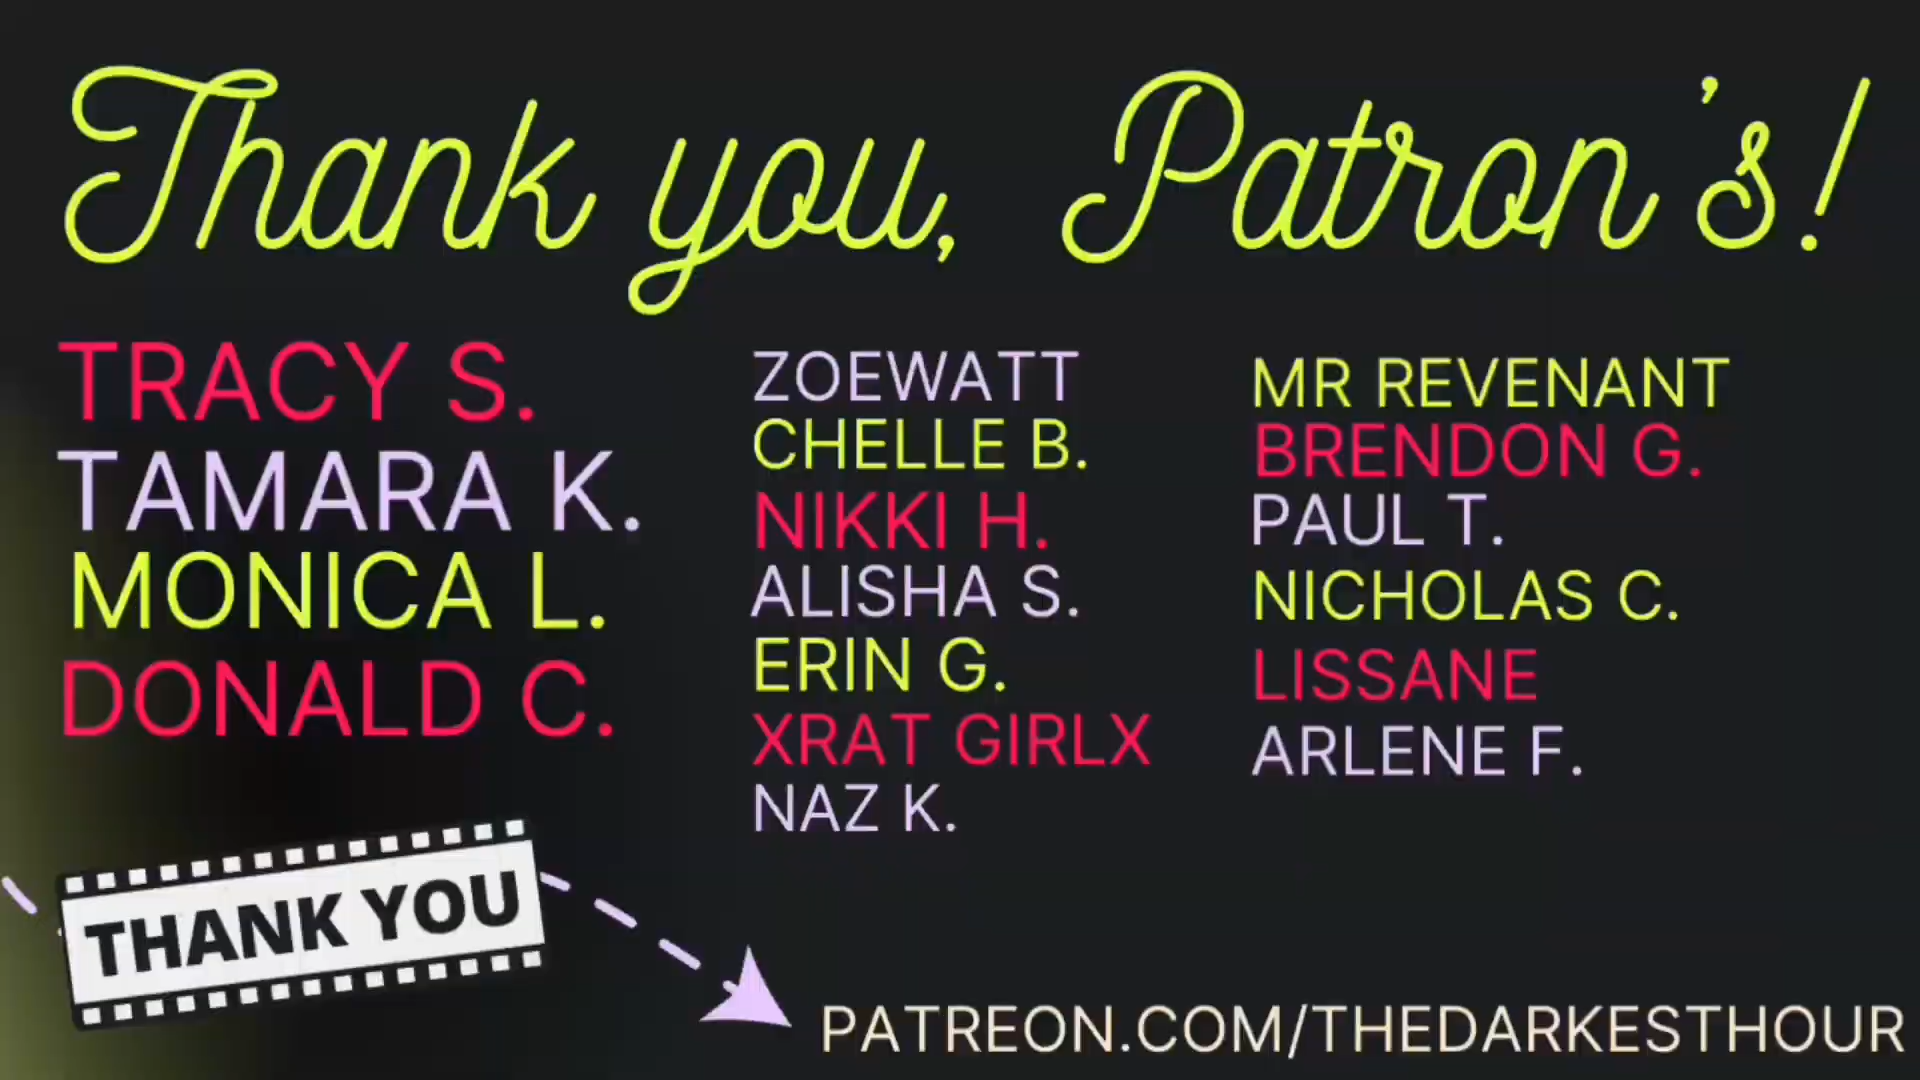 Thank you, Patron's!
TRACY S.
TAMARA K.
MONICA L.
DONALD C.
ZOEWATT
CHELLE B.
NIKKI H.
ALISHA S.
ERIN G.
XRAT GIRLX
NAZ K.
MR REVENANT
BRENDON G.
PAUL T.
NICHOLAS C.
LISSANE
ARLENE F.
THANK YOU
PATREON.COM/THEDARKESTHOUR